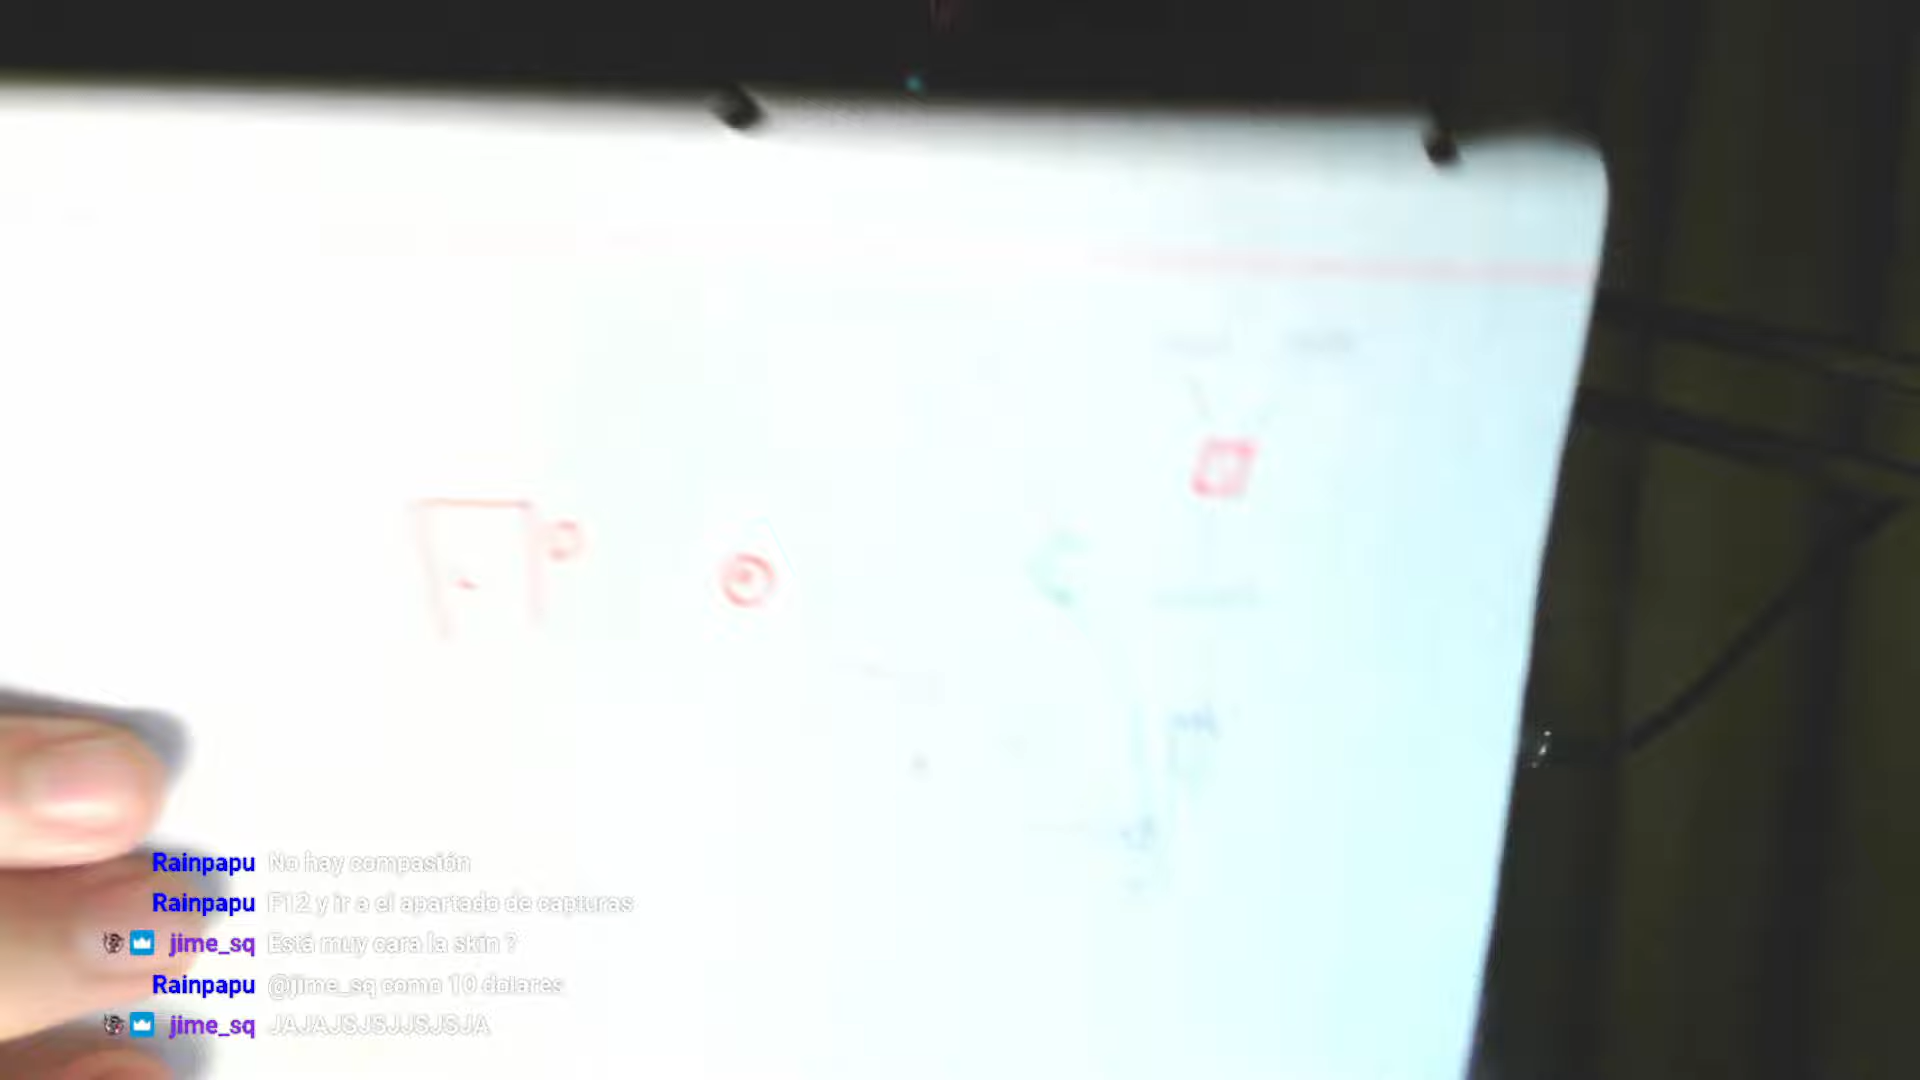 Rainpapu No hay compasión
Rainpapu F12 y ir a el apartado de capturas
jime_sq Está muy cara la skin ?
Rainpapu @jime_sq como 10 dolares
jime_sq JAJAJSJSJJSJSJA